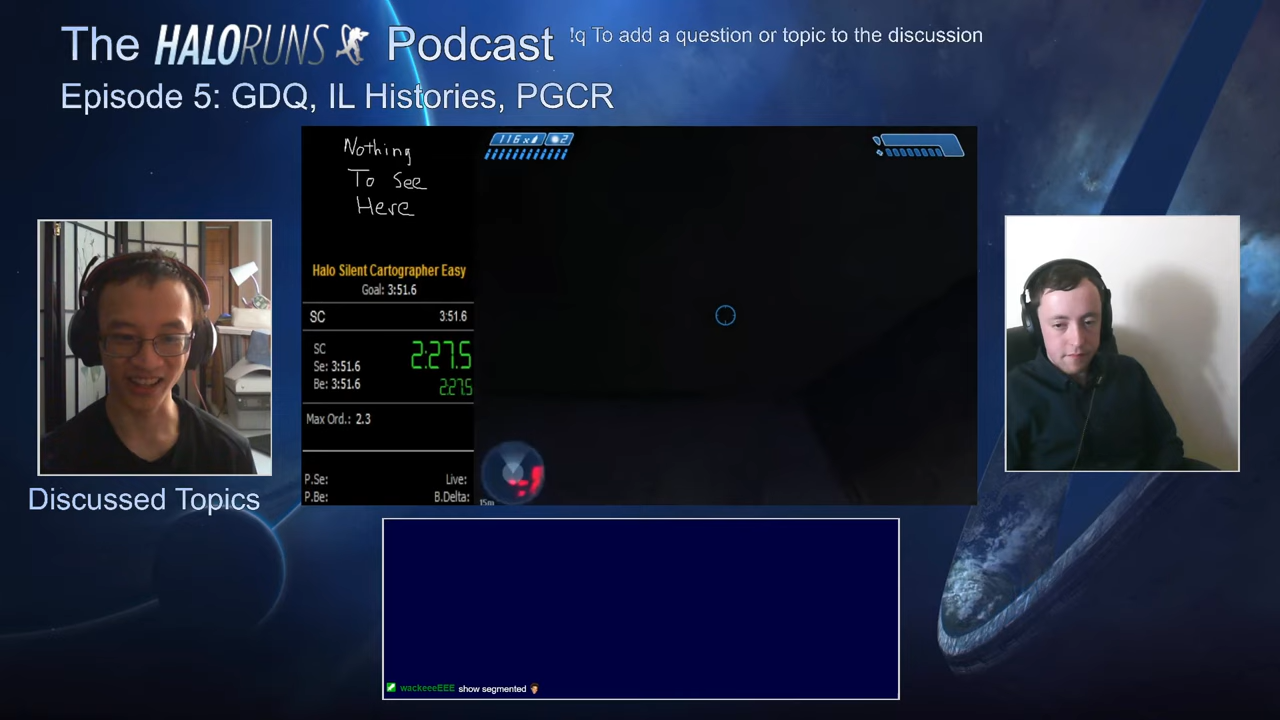 The HALORUNS Podcast
!q To add a question or topic to the discussion
Episode 5: GDQ, IL Histories, PGCR
Nothing
To See
Here
116x
2
Halo Silent Cartographer Easy
Goal: 3:51.6
SC 3:51.6
SC
2:27.5
Se: 3:51.6
Be: 3:51.6
2:27.5
Max Ord.: 2.3
P.Se: Live:
P.Be: B.Delta:
15m
Discussed Topics
wackeeeEEE show segmented